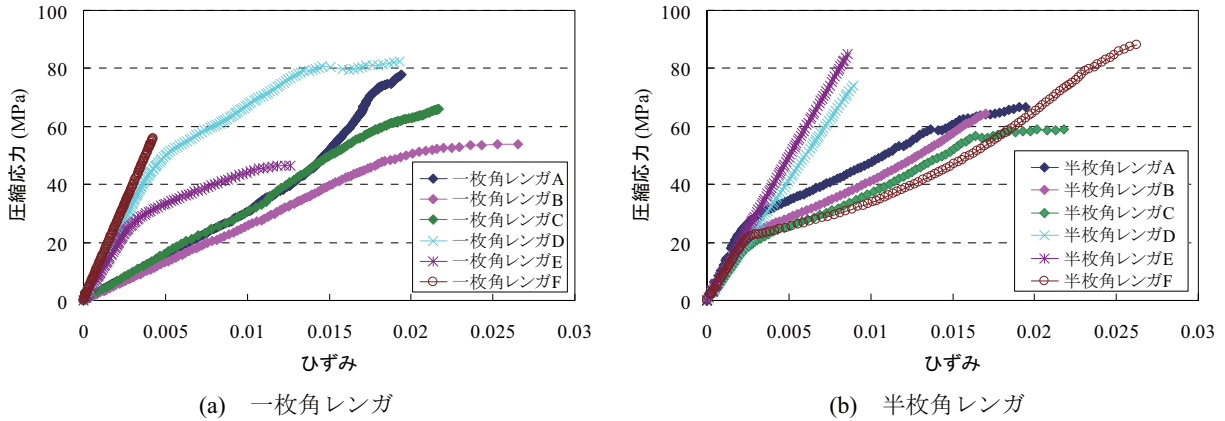 圧縮応力 (MPa)
100
80
60
40
20
0
0
0.005
0.01
0.015
0.02
0.025
0.03
ひずみ
一枚角レンガA
一枚角レンガB
一枚角レンガC
一枚角レンガD
一枚角レンガE
一枚角レンガF
(a) 一枚角レンガ
圧縮応力 (MPa)
100
80
60
40
20
0
0
0.005
0.01
0.015
0.02
0.025
0.03
ひずみ
半枚角レンガA
半枚角レンガB
半枚角レンガC
半枚角レンガD
半枚角レンガE
半枚角レンガF
(b) 半枚角レンガ